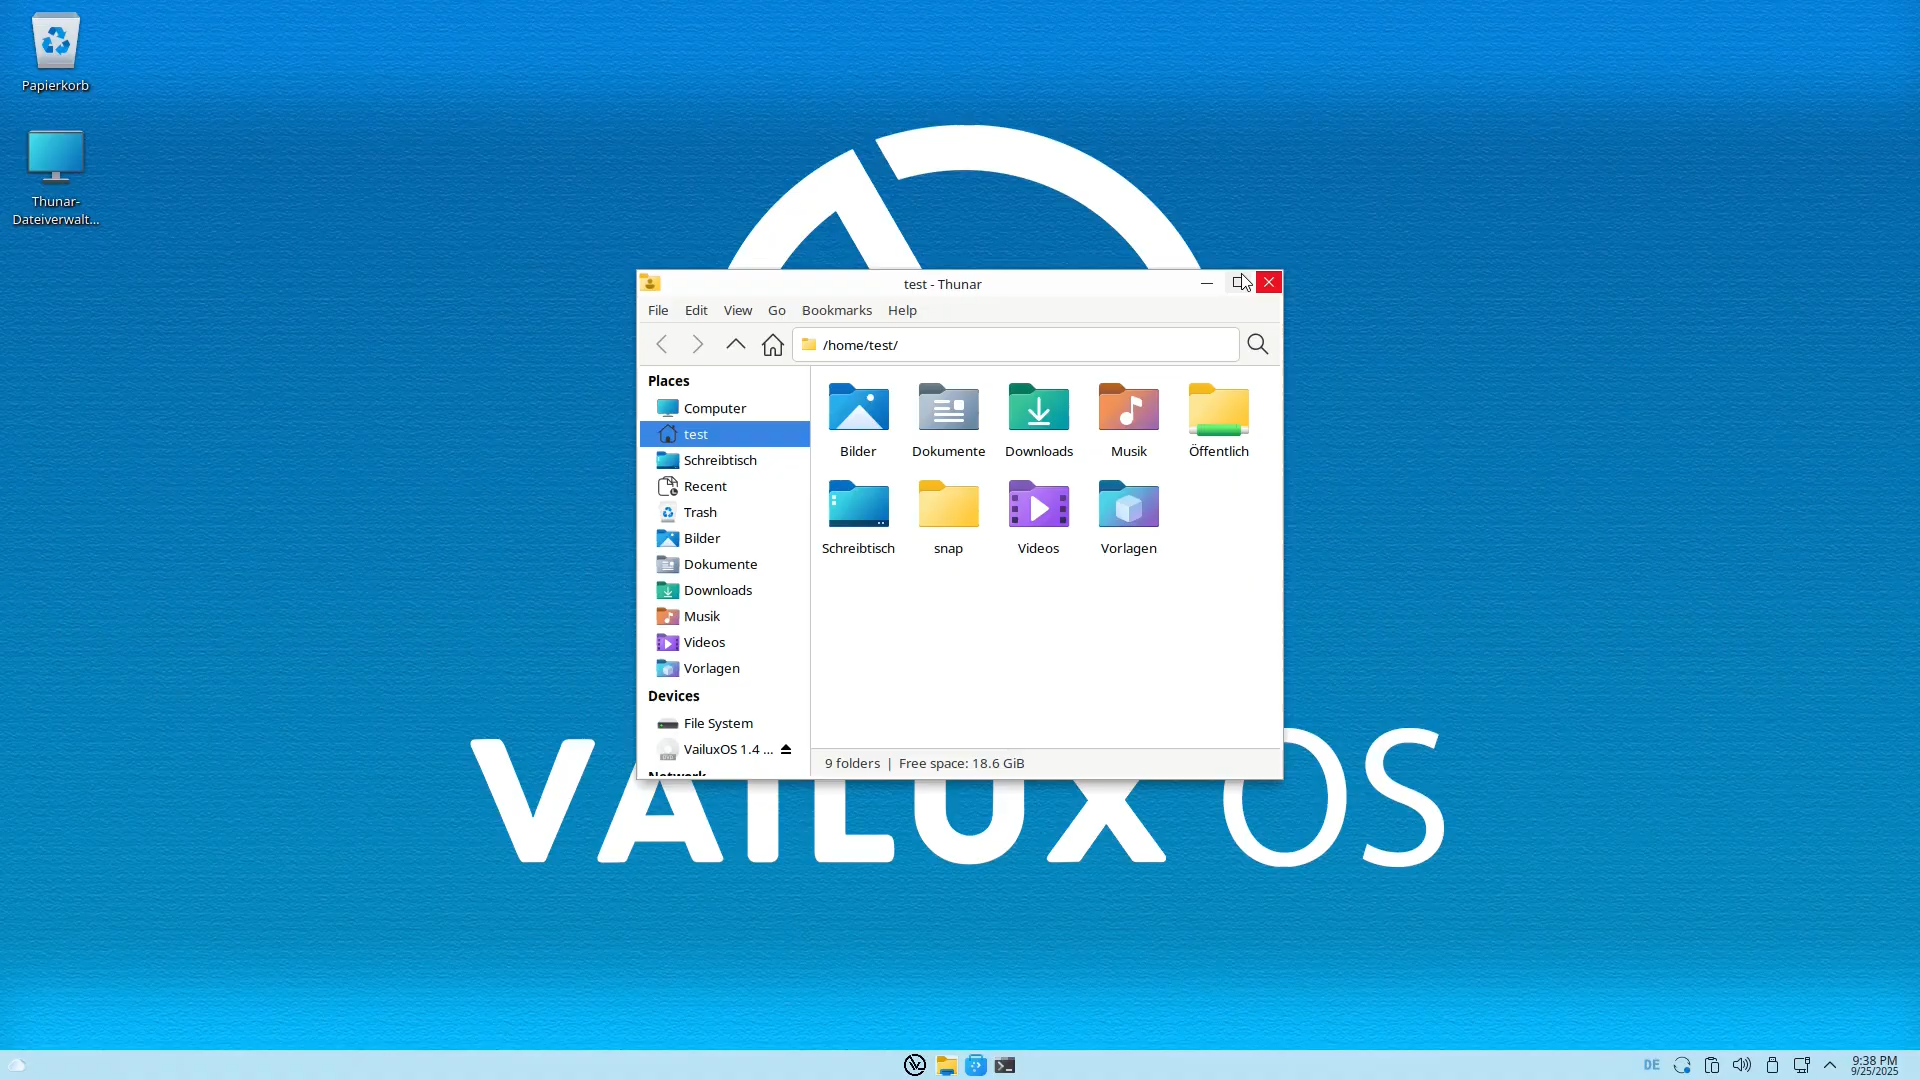 Papierkorb
Thunar-
Dateiverwalt...
test - Thunar
File Edit View Go Bookmarks Help
/home/test/
Places
Computer
test
Schreibtisch
Recent
Trash
Bilder
Dokumente
Downloads
Musik
Videos
Vorlagen
Devices
File System
VailuxOS 1.4 ...
Network
Bilder Dokumente Downloads Musik Öffentlich
Schreibtisch snap Videos Vorlagen
9 folders | Free space: 18.6 GiB
VAILUX OS
DE
9:38 PM
9/25/2025